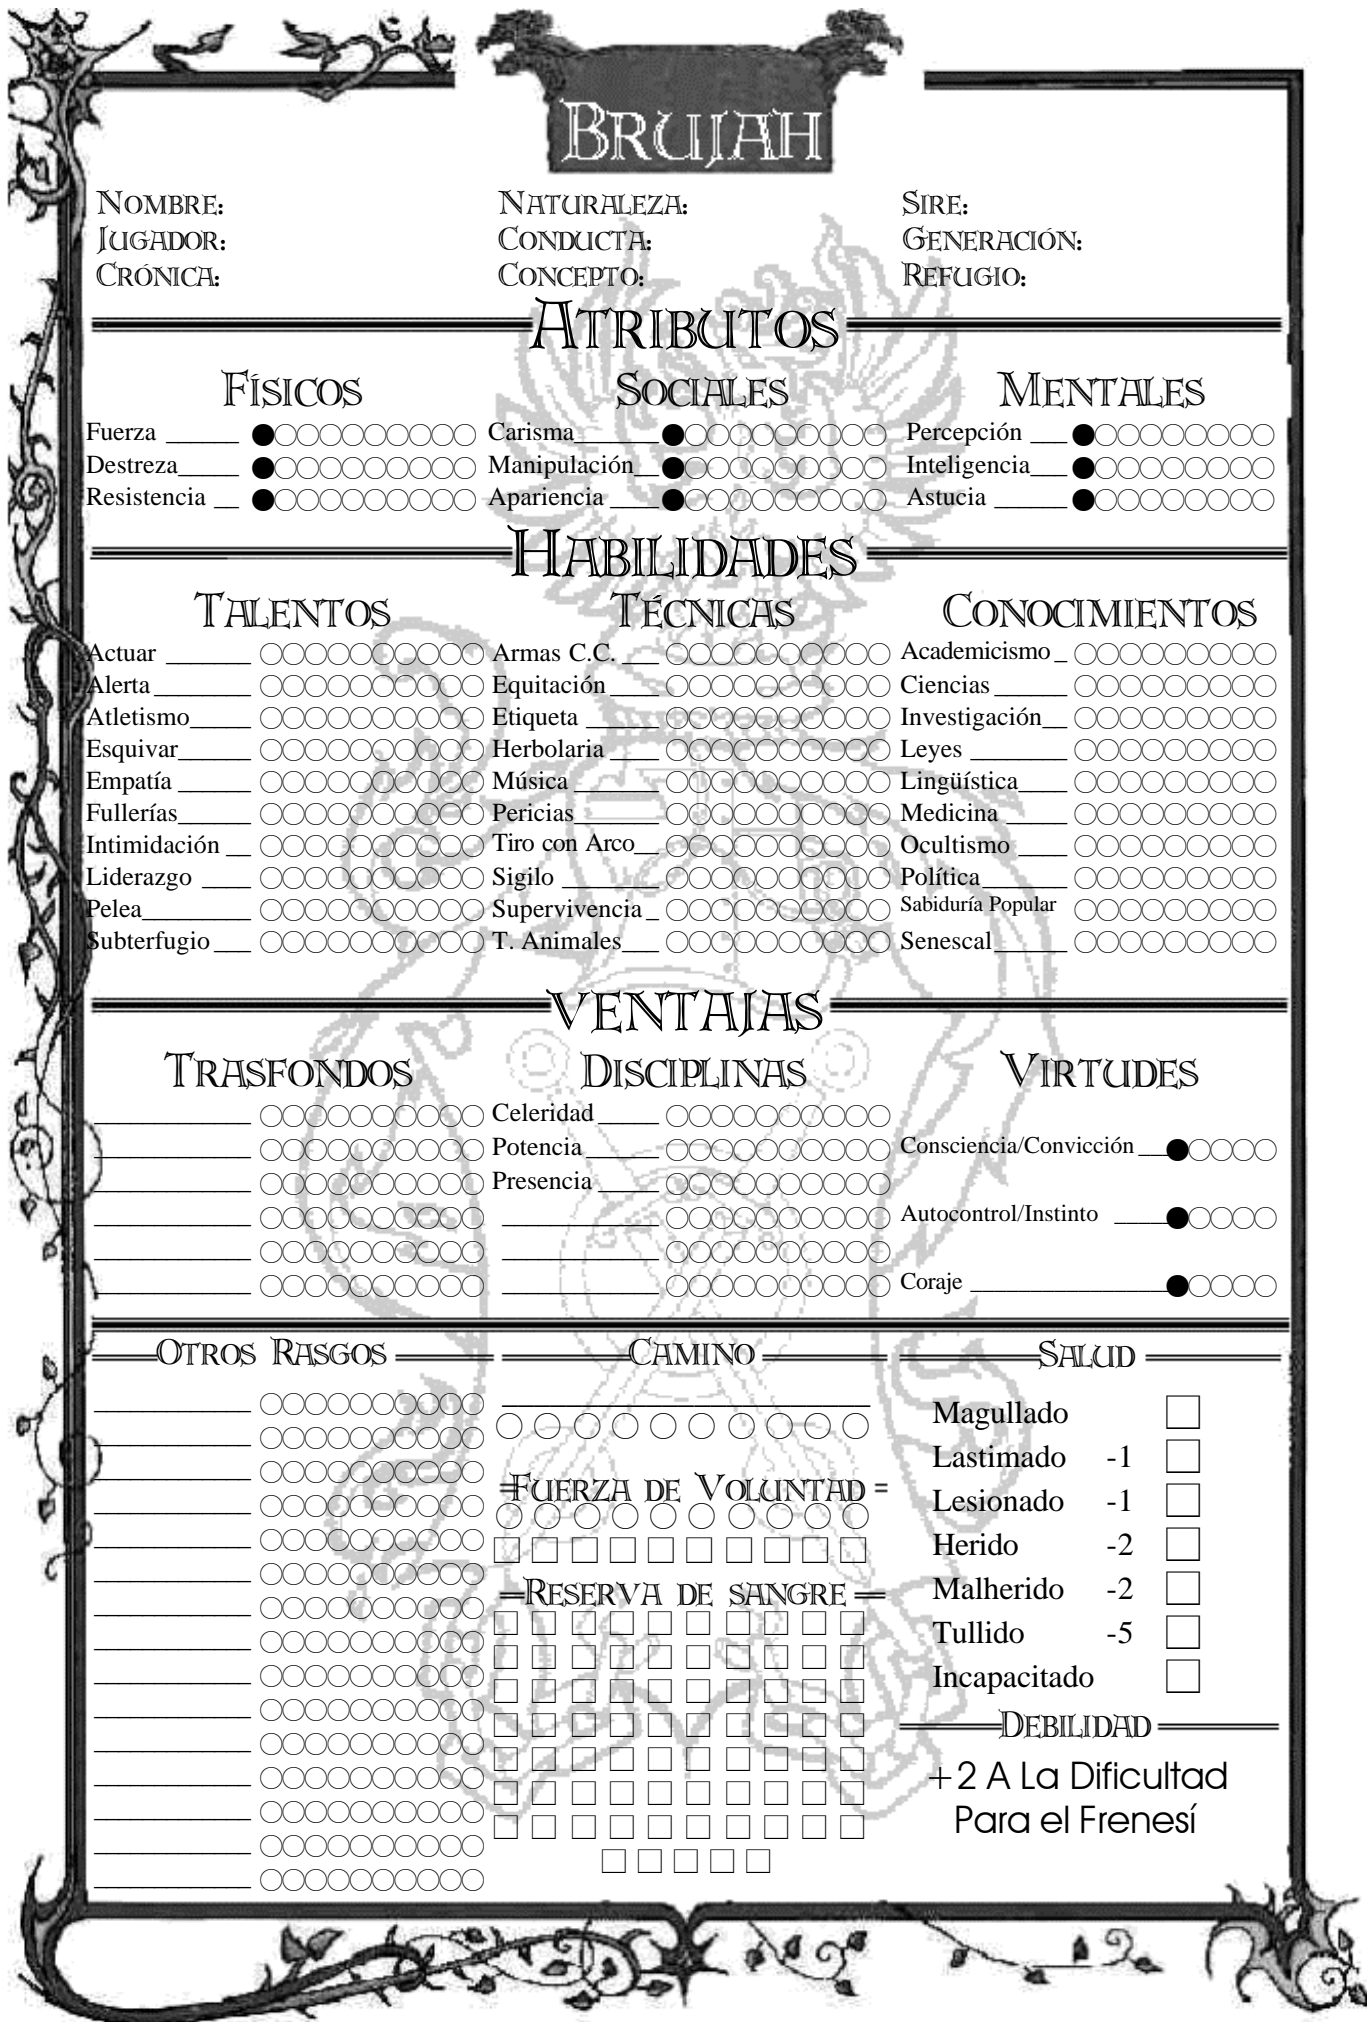 BRUJAH
NOMBRE: NATURALEZA: SIRE:
JUGADOR: CONDUCTA: GENERACIÓN:
CRÓNICA: CONCEPTO: REFUGIO:
ATRIBUTOS
FÍSICOS SOCIALES MENTALES
Fuerza Carisma Percepción
Destreza Manipulación Inteligencia
Resistencia Apariencia Astucia
HABILIDADES
TALENTOS TÉCNICAS CONOCIMIENTOS
Actuar Armas C.C. Academicismo
Alerta Equitación Ciencias
Atletismo Etiqueta Investigación
Esquivar Herbolaria Leyes
Empatía Música Lingüística
Fullerías Pericias Medicina
Intimidación Tiro con Arco Ocultismo
Liderazgo Sigilo Política
Pelea Supervivencia Sabiduría Popular
Subterfugio T. Animales Senescal
VENTAJAS
TRASFONDOS DISCIPLINAS VIRTUDES
Celeridad
Potencia Consciencia/Convicción
Presencia
Autocontrol/Instinto
Coraje
OTROS RASGOS CAMINO SALUD
Magullado
Lastimado -1
FUERZA DE VOLUNTAD
Lesionado -1
Herido -2
RESERVA DE SANGRE
Malherido -2
Tullido -5
Incapacitado
DEBILIDAD
+2 A La Dificultad
Para el Frenesí